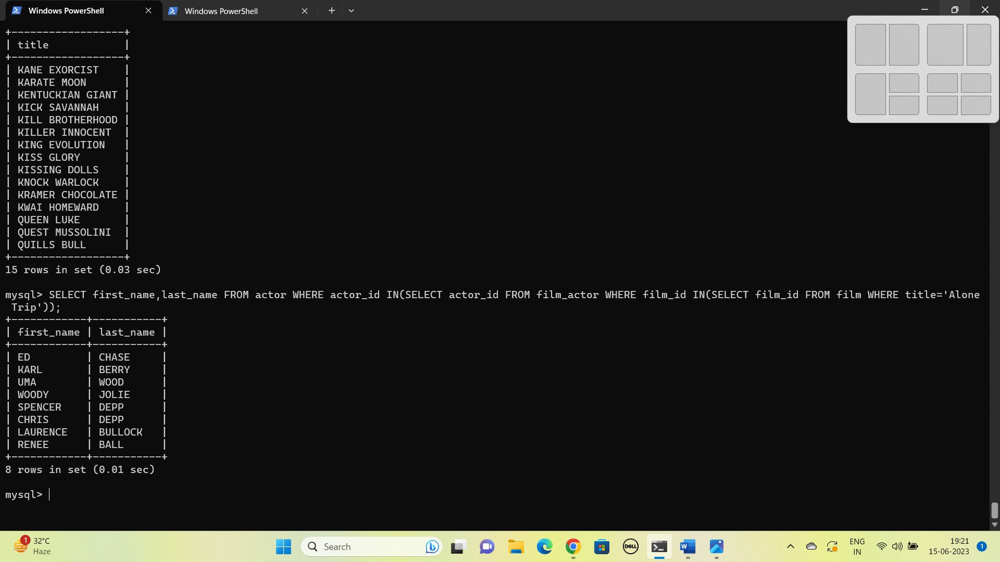 Windows PowerShell
Windows PowerShell
+------------------+
| title            |
+------------------+
| KANE EXORCIST    |
| KARATE MOON      |
| KENTUCKIAN GIANT |
| KICK SAVANNAH    |
| KILL BROTHERHOOD |
| KILLER INNOCENT  |
| KING EVOLUTION   |
| KISS GLORY       |
| KISSING DOLLS    |
| KNOCK WARLOCK    |
| KRAMER CHOCOLATE |
| KWAI HOMEWARD    |
| QUEEN LUKE       |
| QUEST MUSSOLINI  |
| QUILLS BULL      |
+------------------+
15 rows in set (0.03 sec)
mysql> SELECT first_name,last_name FROM actor WHERE actor_id IN(SELECT actor_id FROM film_actor WHERE film_id IN(SELECT film_id FROM film WHERE title='Alone
 Trip'));
+------------+-----------+
| first_name | last_name |
+------------+-----------+
| ED         | CHASE     |
| KARL       | BERRY     |
| UMA        | WOOD      |
| WOODY      | JOLIE     |
| SPENCER    | DEPP      |
| CHRIS      | DEPP      |
| LAURENCE   | BULLOCK   |
| RENEE      | BALL      |
+------------+-----------+
8 rows in set (0.01 sec)
mysql>
1
32°C
Haze
Search
DELL
W
ENG
IN
19:21
15-06-2023
1